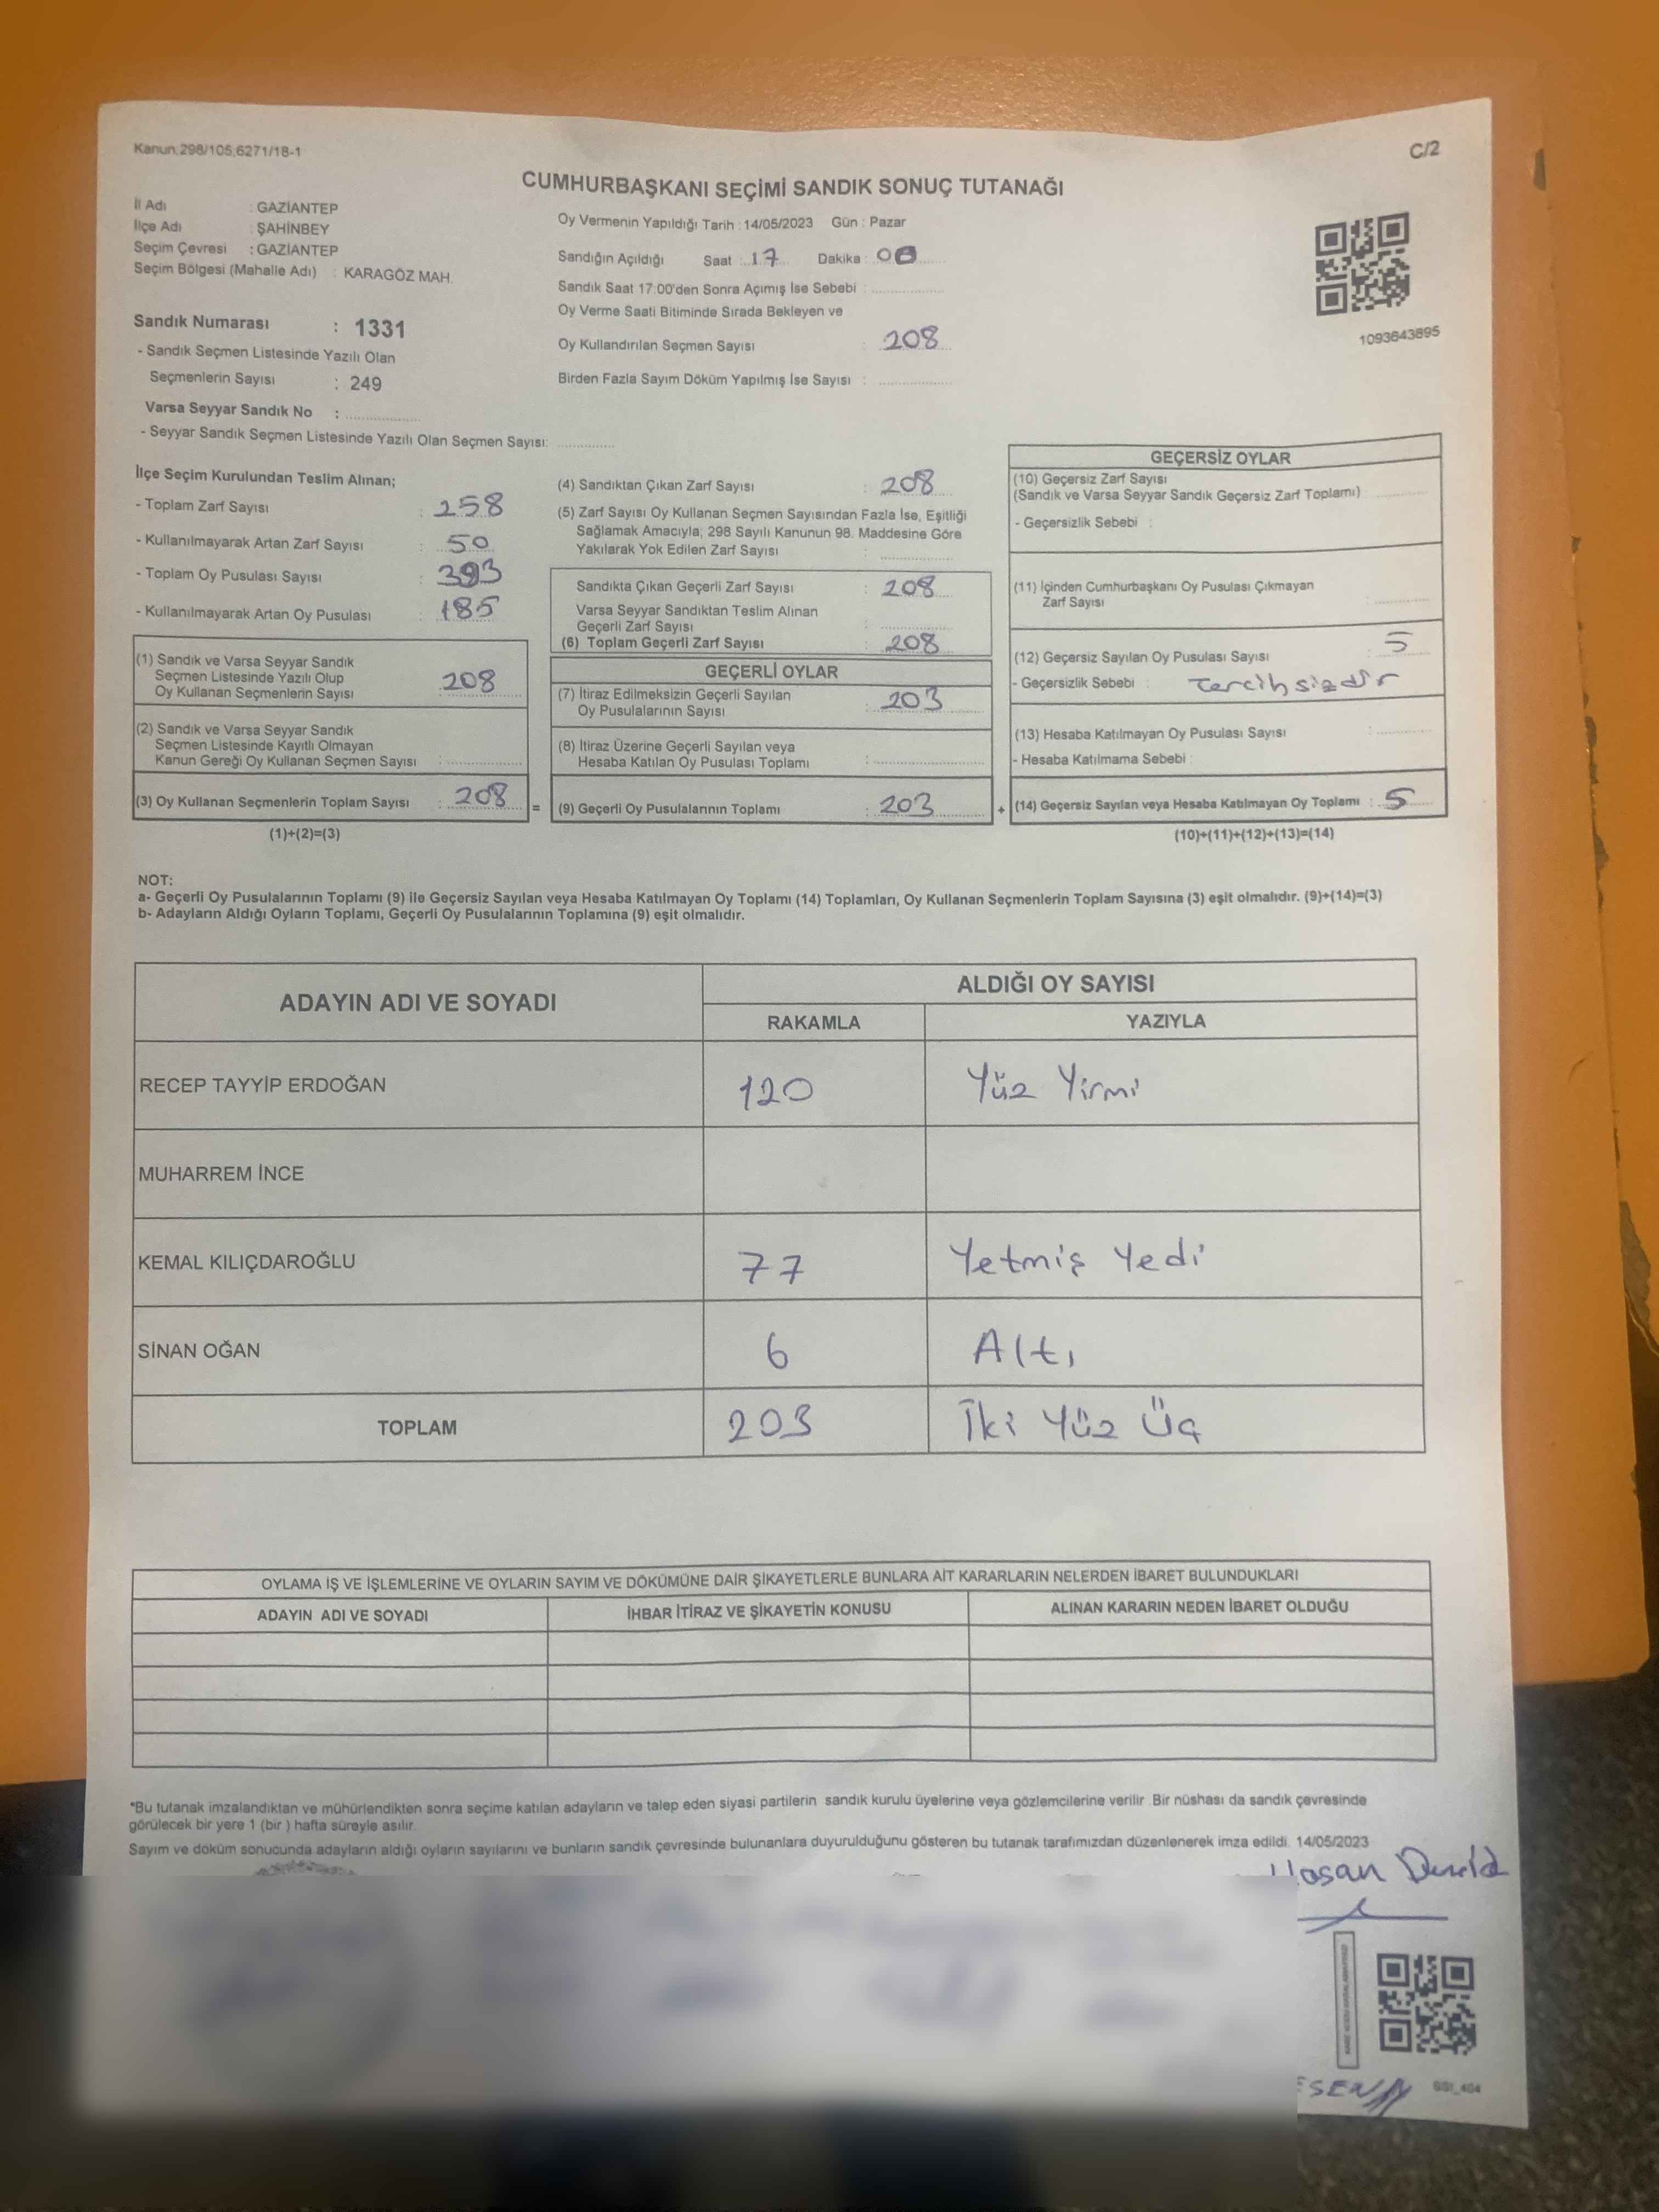 Kanun:298/105;6271/18-1
C/2
CUMHURBAŞKANI SEÇİMİ SANDIK SONUÇ TUTANAĞI
İl Adı : GAZİANTEP
İlçe Adı : ŞAHİNBEY
Seçim Çevresi : GAZİANTEP
Seçim Bölgesi (Mahalle Adı) : KARAGÖZ MAH.
Sandık Numarası : 1331
- Sandık Seçmen Listesinde Yazılı Olan
Seçmenlerin Sayısı : 249
Varsa Seyyar Sandık No :
- Seyyar Sandık Seçmen Listesinde Yazılı Olan Seçmen Sayısı:
Oy Vermenin Yapıldığı Tarih : 14/05/2023 Gün : Pazar
Sandığın Açıldığı Saat : 17 Dakika : 00
Sandık Saat 17:00'den Sonra Açımış İse Sebebi :
Oy Verme Saati Bitiminde Sırada Bekleyen ve
Oy Kullandırılan Seçmen Sayısı : 208
Birden Fazla Sayım Döküm Yapılmış İse Sayısı :
1093643895
İlçe Seçim Kurulundan Teslim Alınan;
- Toplam Zarf Sayısı : 258
- Kullanılmayarak Artan Zarf Sayısı : 50
- Toplam Oy Pusulası Sayısı : 393
- Kullanılmayarak Artan Oy Pusulası : 185
(1) Sandık ve Varsa Seyyar Sandık
Seçmen Listesinde Yazılı Olup
Oy Kullanan Seçmenlerin Sayısı : 208
(2) Sandık ve Varsa Seyyar Sandık
Seçmen Listesinde Kayıtlı Olmayan
Kanun Gereği Oy Kullanan Seçmen Sayısı :
(3) Oy Kullanan Seçmenlerin Toplam Sayısı : 208
(1)+(2)=(3)
=
(4) Sandıktan Çıkan Zarf Sayısı : 208
(5) Zarf Sayısı Oy Kullanan Seçmen Sayısından Fazla İse, Eşitliği
Sağlamak Amacıyla; 298 Sayılı Kanunun 98. Maddesine Göre
Yakılarak Yok Edilen Zarf Sayısı :
Sandıkta Çıkan Geçerli Zarf Sayısı : 208
Varsa Seyyar Sandıktan Teslim Alınan
Geçerli Zarf Sayısı :
(6) Toplam Geçerli Zarf Sayısı : 208
GEÇERLİ OYLAR
(7) İtiraz Edilmeksizin Geçerli Sayılan
Oy Pusulalarının Sayısı : 203
(8) İtiraz Üzerine Geçerli Sayılan veya
Hesaba Katılan Oy Pusulası Toplamı :
(9) Geçerli Oy Pusulalarının Toplamı : 203
+
GEÇERSİZ OYLAR
(10) Geçersiz Zarf Sayısı
(Sandık ve Varsa Seyyar Sandık Geçersiz Zarf Toplamı) :
- Geçersizlik Sebebi :
(11) İçinden Cumhurbaşkanı Oy Pusulası Çıkmayan
Zarf Sayısı :
(12) Geçersiz Sayılan Oy Pusulası Sayısı : 5
- Geçersizlik Sebebi : Tercihsizdir
(13) Hesaba Katılmayan Oy Pusulası Sayısı :
- Hesaba Katılmama Sebebi :
(14) Geçersiz Sayılan veya Hesaba Katılmayan Oy Toplamı : 5
(10)+(11)+(12)+(13)=(14)
NOT:
a- Geçerli Oy Pusulalarının Toplamı (9) ile Geçersiz Sayılan veya Hesaba Katılmayan Oy Toplamı (14) Toplamları, Oy Kullanan Seçmenlerin Toplam Sayısına (3) eşit olmalıdır. (9)+(14)=(3)
b- Adayların Aldığı Oyların Toplamı, Geçerli Oy Pusulalarının Toplamına (9) eşit olmalıdır.
ADAYIN ADI VE SOYADI ALDIĞI OY SAYISI
RAKAMLA YAZIYLA
RECEP TAYYİP ERDOĞAN 120 Yüz Yirmi
MUHARREM İNCE
KEMAL KILIÇDAROĞLU 77 Yetmiş Yedi
SİNAN OĞAN 6 Altı
TOPLAM 203 İki Yüz Üç
OYLAMA İŞ VE İŞLEMLERİNE VE OYLARIN SAYIM VE DÖKÜMÜNE DAİR ŞİKAYETLERLE BUNLARA AİT KARARLARIN NELERDEN İBARET BULUNDUKLARI
ADAYIN ADI VE SOYADI İHBAR İTİRAZ VE ŞİKAYETİN KONUSU ALINAN KARARIN NEDEN İBARET OLDUĞU
*Bu tutanak imzalandıktan ve mühürlendikten sonra seçime katılan adayların ve talep eden siyasi partilerin sandık kurulu üyelerine veya gözlemcilerine verilir. Bir nüshası da sandık çevresinde
görülecek bir yere 1 (bir ) hafta süreyle asılır.
Sayım ve döküm sonucunda adayların aldığı oyların sayılarını ve bunların sandık çevresinde bulunanlara duyurulduğunu gösteren bu tutanak tarafımızdan düzenlenerek imza edildi. 14/05/2023
Hasan